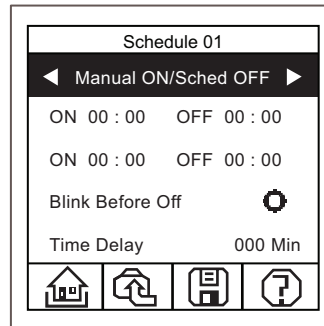 Schedule 01
Manual ON/Sched OFF
ON 00 : 00 OFF 00 : 00
ON 00 : 00 OFF 00 : 00
Blink Before Off
Time Delay 000 Min
?